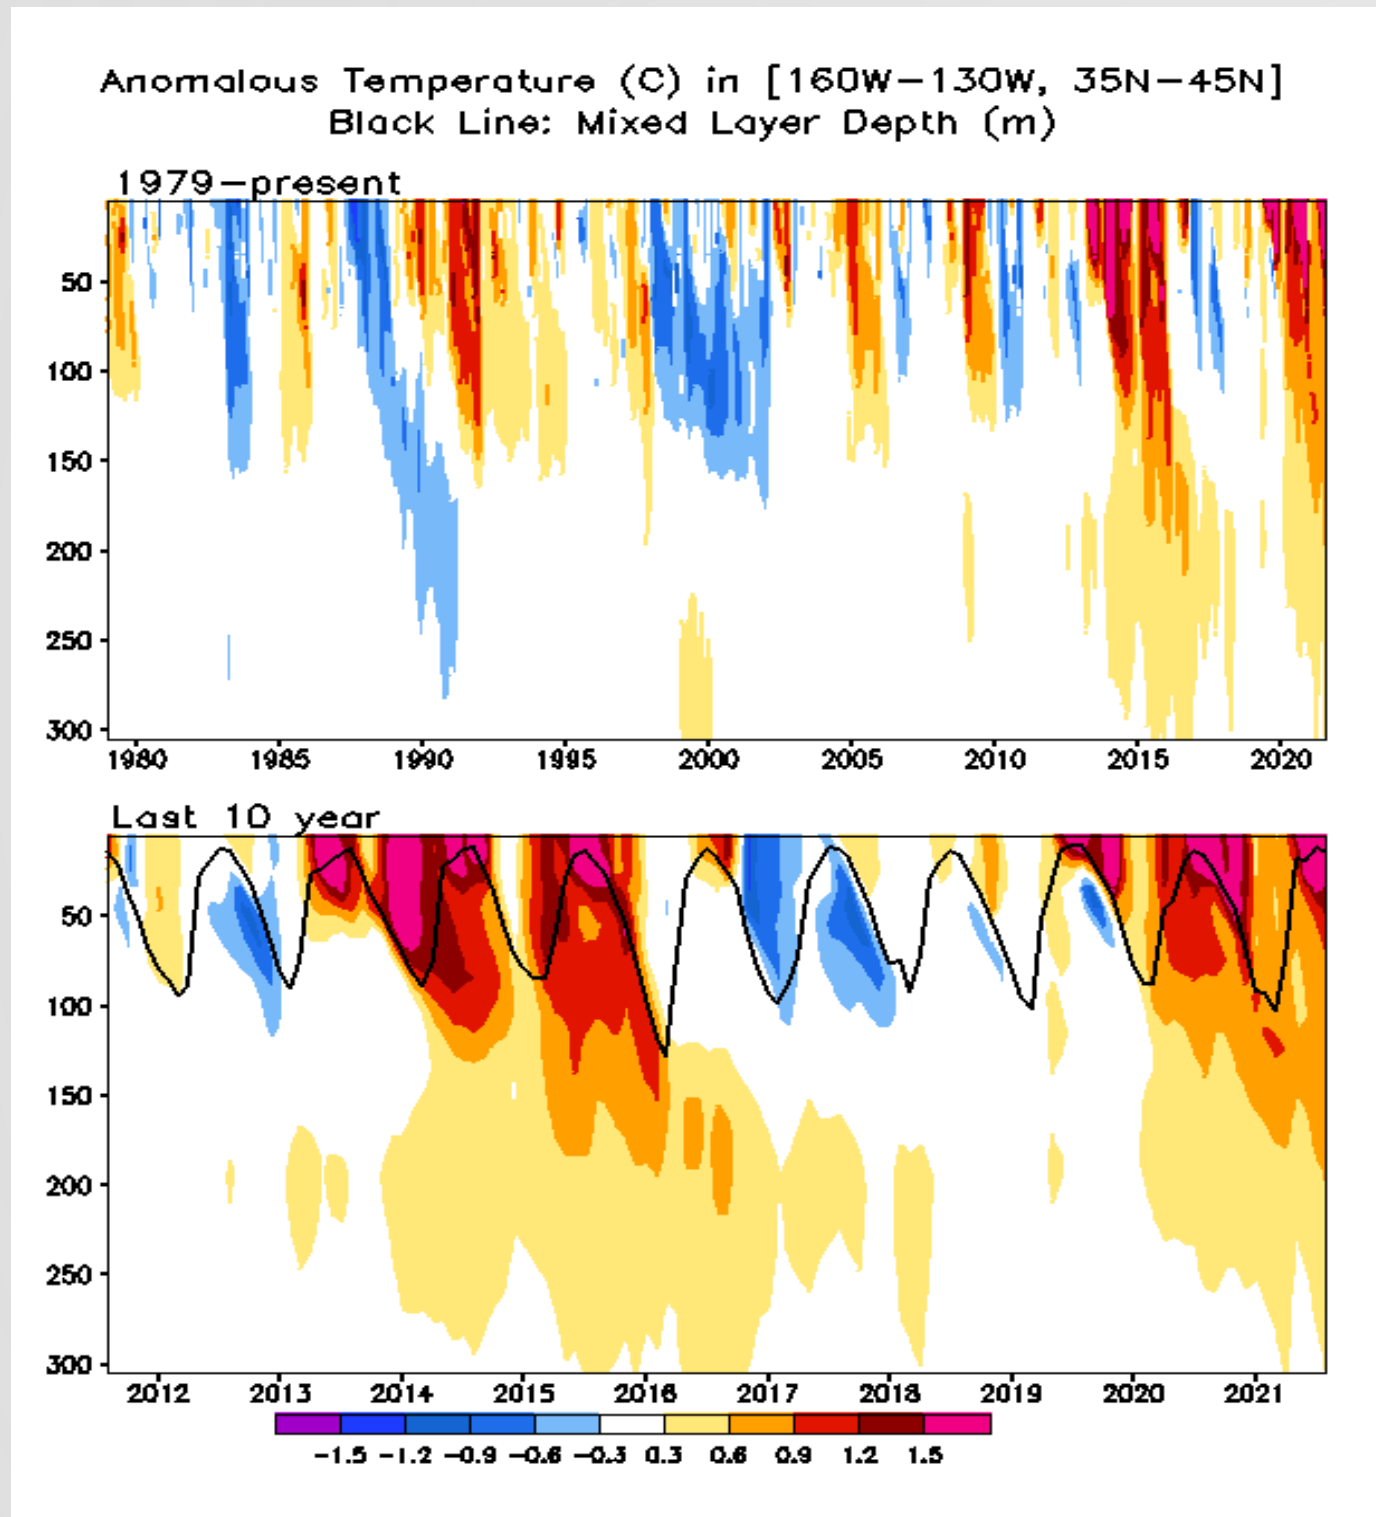 Anomalous Temperature (C) in [160W-130W, 35N-45N]
Black Line: Mixed Layer Depth (m)
1979-present
50
100
150
200
250
300
1980 1985 1990 1995 2000 2005 2010 2015 2020
Last 10 year
50
100
150
200
250
300
2012 2013 2014 2015 2016 2017 2018 2019 2020 2021
-1.5 -1.2 -0.9 -0.6 -0.3 0.3 0.6 0.9 1.2 1.5